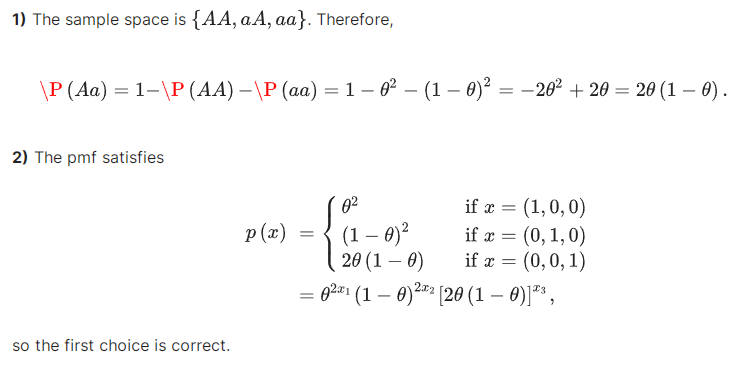 1) The sample space is {AA, aA, aa}. Therefore,
\P (Aa) = 1−\P (AA) −\P (aa) = 1 − θ² − (1 − θ)² = −2θ² + 2θ = 2θ (1 − θ) .
2) The pmf satisfies
θ² if x = (1, 0, 0)
p (x) = { (1 − θ)² if x = (0, 1, 0)
2θ (1 − θ) if x = (0, 0, 1)
= θ^{2x₁} (1 − θ)^{2x₂} [2θ (1 − θ)]^{x₃} ,
so the first choice is correct.